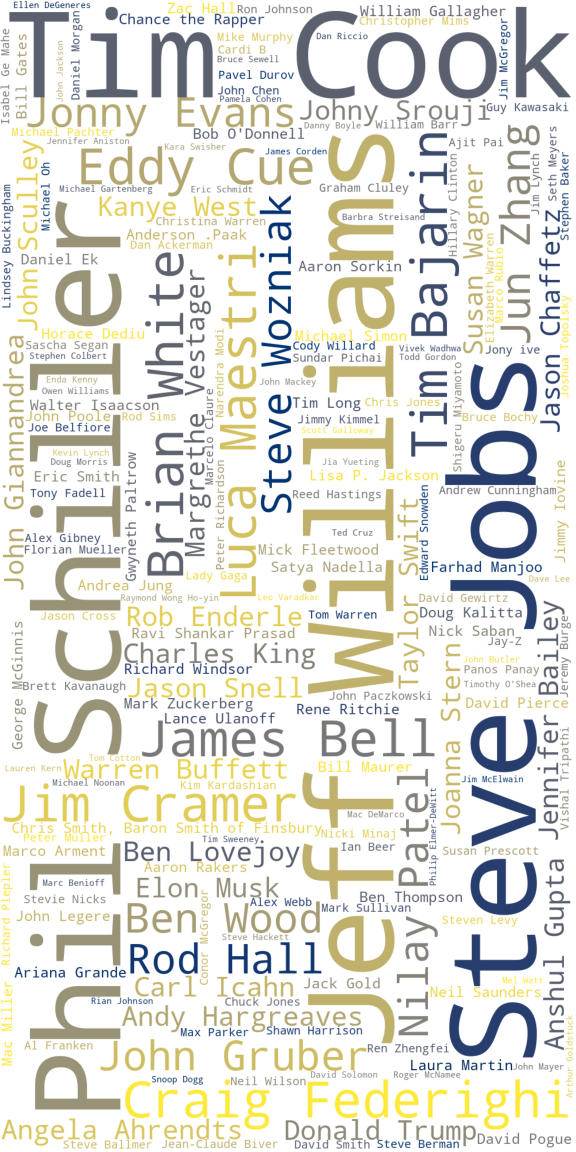 Ellen DeGeneres
Zac Hall
Ron Johnson
William Gallagher
Chance the Rapper
Christopher Mims
Tim Cook
Isabel Ge Mahe
Bill Gates
John Jackson
Daniel Morgan
Mike Murphy
Dan Riccio
Cardi B
Bruce Sewell
Pavel Durov
John Chen
Pamela Cohen
Jim McGregor
Guy Kawasaki
Jonny Evans
Johny Srouji
Danny Boyle
William Barr
Michael Pachter
Bob O'Donnell
Jennifer Aniston
Kara Swisher
James Corden
Ajit Pai
Eddy Cue
Graham Cluley
Michael Gartenberg
Eric Schmidt
Kanye West
Christina Warren
Barbra Streisand
Anderson .Paak
Dan Ackerman
Lindsey Buckingham
John Sculley
Michael Oh
Steve Wozniak
Jeff Williams
Tim Bajarin
Hillary Clinton
Susan Wagner
Elizabeth Warren
Marco Rubio
Jun Zhang
Jim Lynch
Seth Meyers
Stephen Baker
Jason Chaffetz
Joshua Topolsky
Daniel Ek
Aaron Sorkin
Phil Schiller
Brian White
Margrethe Vestager
Luca Maestri
Narendra Modi
Marcelo Claure
Peter Richardson
Horace Dediu
Michael Simon
Sascha Segan
Cody Willard
Vivek Wadhwa
Jony ive
Stephen Colbert
Sundar Pichai
Todd Gordon
Enda Kenny
John Mackey
Owen Williams
Walter Isaacson
Tim Long
Chris Jones
John Poole
Rod Sims
Jimmy Kimmel
Bruce Bochy
Joe Belfiore
Scott Galloway
Shigeru Miyamoto
John Giannandrea
Kevin Lynch
Doug Morris
Jia Yueting
Eric Smith
Gwyneth Paltrow
Lisa P. Jackson
Tony Fadell
Reed Hastings
Andrew Cunningham
Jimmy Iovine
Edward Snowden
Taylor Swift
Alex Gibney
Ted Cruz
Florian Mueller
Mick Fleetwood
Satya Nadella
Farhad Manjoo
Lady Gaga
Dave Lee
Andrea Jung
Raymond Wong Ho-yin
Leo Varadkar
David Gewirtz
Jason Cross
Rob Enderle
Tom Warren
Doug Kalitta
Ravi Shankar Prasad
Nick Saban
Jay-Z
George McGinnis
Charles King
John Butler
Jeremy Burge
Richard Windsor
Panos Panay
Brett Kavanaugh
Jason Snell
John Paczkowski
Timothy O'Shea
Mark Zuckerberg
Rene Ritchie
David Pierce
Lance Ulanoff
Steve Jobs
Joanna Stern
Jennifer Bailey
Vishal Tripathi
James Bell
Tom Cotton
Lauren Kern
Warren Buffett
Bill Maurer
Michael Noonan
Kim Kardashian
Jim McElwain
Jim Cramer
Nilay Patel
Philip Elmer-DeWitt
Mac DeMarco
Chris Smith, Baron Smith of Finsbury
Nicki Minaj
Peter Muller
Tim Sweeney
Marco Arment
Ben Lovejoy
Ian Beer
Susan Prescott
Richard Plepler
Aaron Rakers
Marc Benioff
Elon Musk
Stevie Nicks
Alex Webb
Ben Thompson
Conor McGregor
Mark Sullivan
John Legere
Ben Wood
Steven Levy
Steve Hackett
Anshul Gupta
Ariana Grande
Rod Hall
Mac Miller
Carl Icahn
Jack Gold
Mel Watt
Neil Saunders
Rian Johnson
Chuck Jones
Andy Hargreaves
Max Parker
Shawn Harrison
Arthur Goldstuck
Al Franken
John Gruber
Ren Zhengfei
Laura Martin
John Mayer
Snoop Dogg
Neil Wilson
David Solomon
Roger McNamee
Craig Federighi
Angela Ahrendts
Donald Trump
David Pogue
Steve Ballmer
Jean-Claude Biver
David Smith
Steve Berman